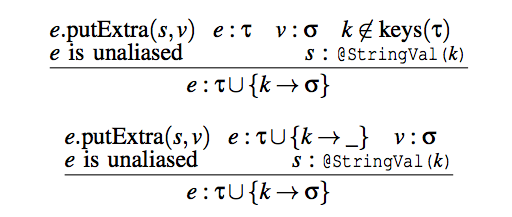 e.putExtra(s,v) e:τ v:σ k∉keys(τ)
e is unaliased s : @StringVal(k)
e:τ∪{k→σ}
e.putExtra(s,v) e:τ∪{k→_} v:σ
e is unaliased s : @StringVal(k)
e:τ∪{k→σ}